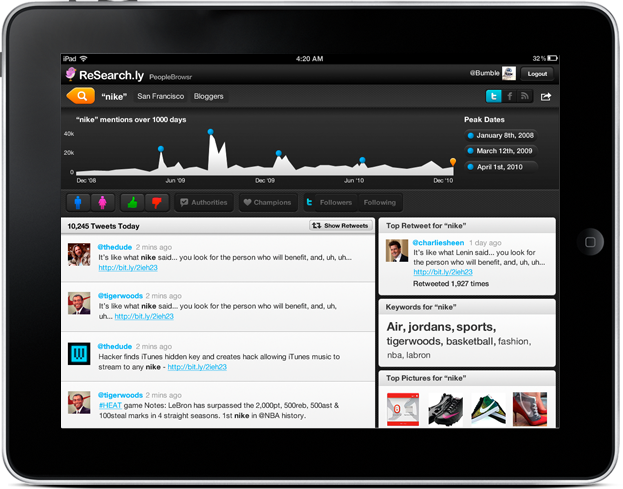 iPad 4:20 AM 32%
ReSearch.ly PeopleBrowsr @Bumble Logout
"nike" San Francisco Bloggers
"nike" mentions over 1000 days
40k
20k
0
Dec '08 Jun '09 Dec '09 Jun '10 Dec '10
Peak Dates
January 8th, 2008
March 12th, 2009
April 1st, 2010
Authorities Champions Followers Following
10,245 Tweets Today Show Retweets
@thedude 2 mins ago
It's like what nike said... you look for the person who will benefit, and, uh, uh...
http://bit.ly/2ieh23
@tigerwoods 2 mins ago
It's like what nike said... you look for the person who will benefit, and, uh,
uh... http://bit.ly/2ieh23
@thedude 2 mins ago
Hacker finds iTunes hidden key and creates hack allowing iTunes music to
stream to any nike - http://bit.ly/2ieh23
@tigerwoods 2 mins ago
#HEAT game Notes: LeBron has surpassed the 2,000pt, 500reb, 500ast &
100steal marks in 4 straight seasons. 1st nike in @NBA history.
Top Retweet for "nike"
@charliesheen 1 day ago
It's like what Lenin said... you look for
the person who will benefit, and, uh,
uh... http://bit.ly/2ieh23
Retweeted 1,927 times
Keywords for "nike"
Air, jordans, sports,
tigerwoods, basketball, fashion,
nba, labron
Top Pictures for "nike"